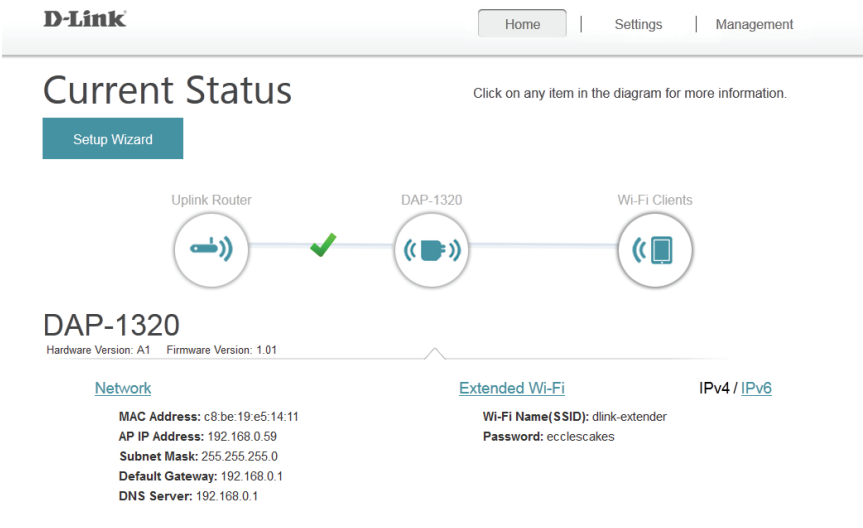 D-Link
Home | Settings | Management
Current Status
Click on any item in the diagram for more information.
Setup Wizard
Uplink Router
DAP-1320
Wi-Fi Clients
DAP-1320
Hardware Version: A1 Firmware Version: 1.01
Network
MAC Address: c8:be:19:e5:14:11
AP IP Address: 192.168.0.59
Subnet Mask: 255.255.255.0
Default Gateway: 192.168.0.1
DNS Server: 192.168.0.1
Extended Wi-Fi
Wi-Fi Name(SSID): dlink-extender
Password: ecclescakes
IPv4 / IPv6